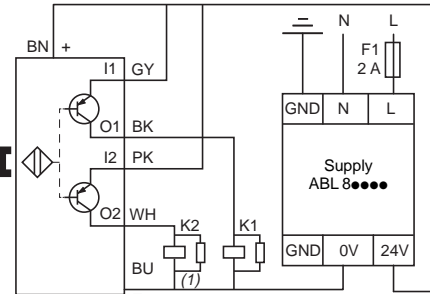 N L
BN +
F1
2 A
I1 GY
GND N L
O1 BK
I2 PK
Supply
ABL 8●●●●
O2 WH
K2 K1
GND 0V 24V
BU
(1)